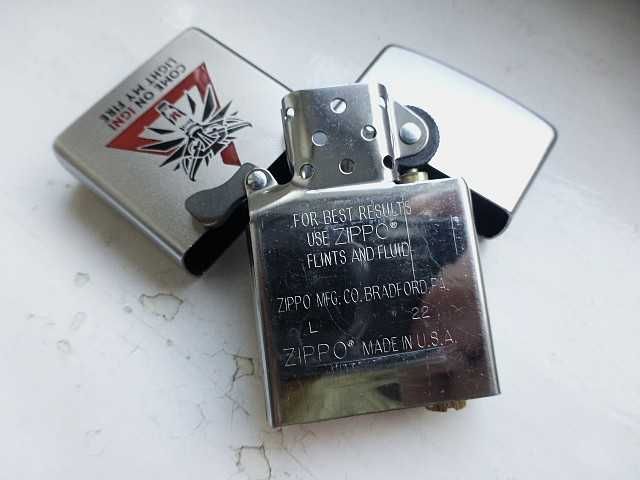 COME ON IGNI
LIGHT MY FIRE
FOR BEST RESULTS
USE ZIPPO®
FLINTS AND FLUID
ZIPPO MFG. CO. BRADFORD, PA.
L 22
ZIPPO® MADE IN U.S.A.